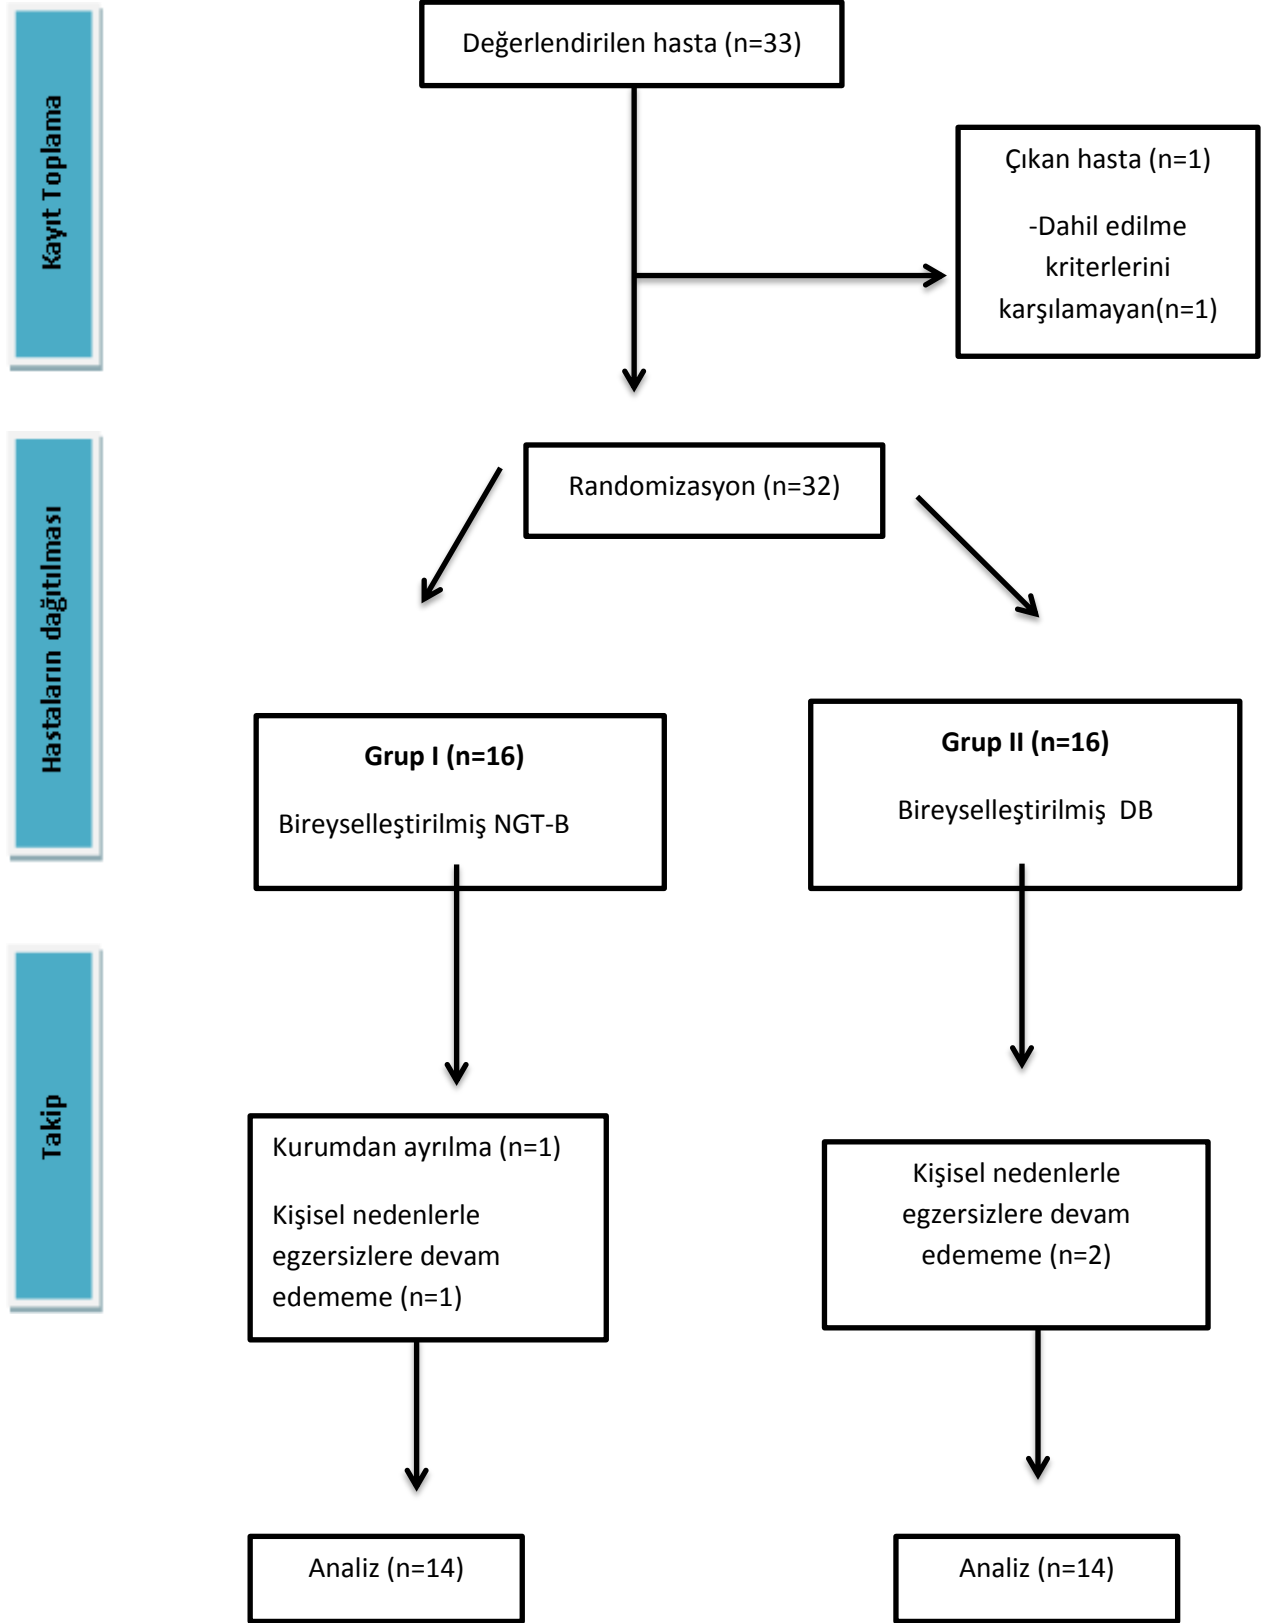 Kayıt Toplama
Değerlendirilen hasta (n=33)
Çıkan hasta (n=1)
-Dahil edilme
kriterlerini
karşılamayan(n=1)
Hastaların dağıtılması
Randomizasyon (n=32)
Grup I (n=16)
Bireyselleştirilmiş NGT-B
Grup II (n=16)
Bireyselleştirilmiş  DB
Takip
Kurumdan ayrılma (n=1)
Kişisel nedenlerle
egzersizlere devam
edememe (n=1)
Kişisel nedenlerle
egzersizlere devam
edememe (n=2)
Analiz (n=14)
Analiz (n=14)